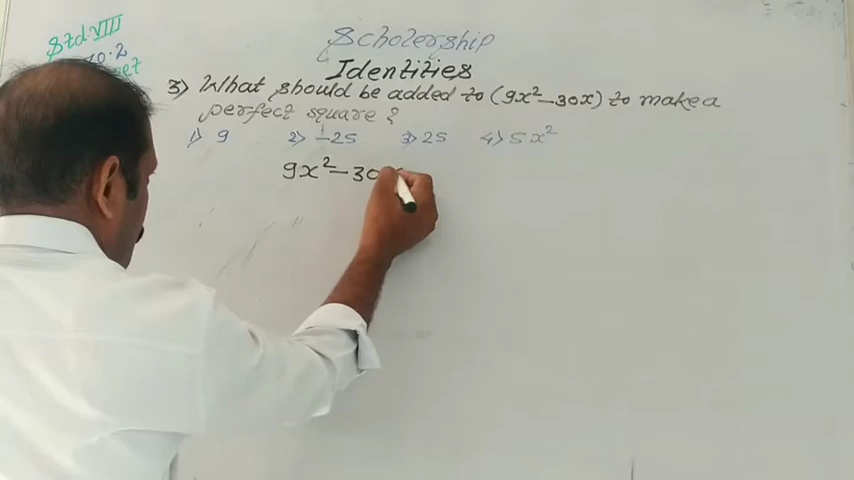 Scholership
Std VIII
Identities
3) What should be added to (9x²-30x) to make a
perfect square ?
1) 9 2) -25 3) 25 4) 5x²
9x²-30